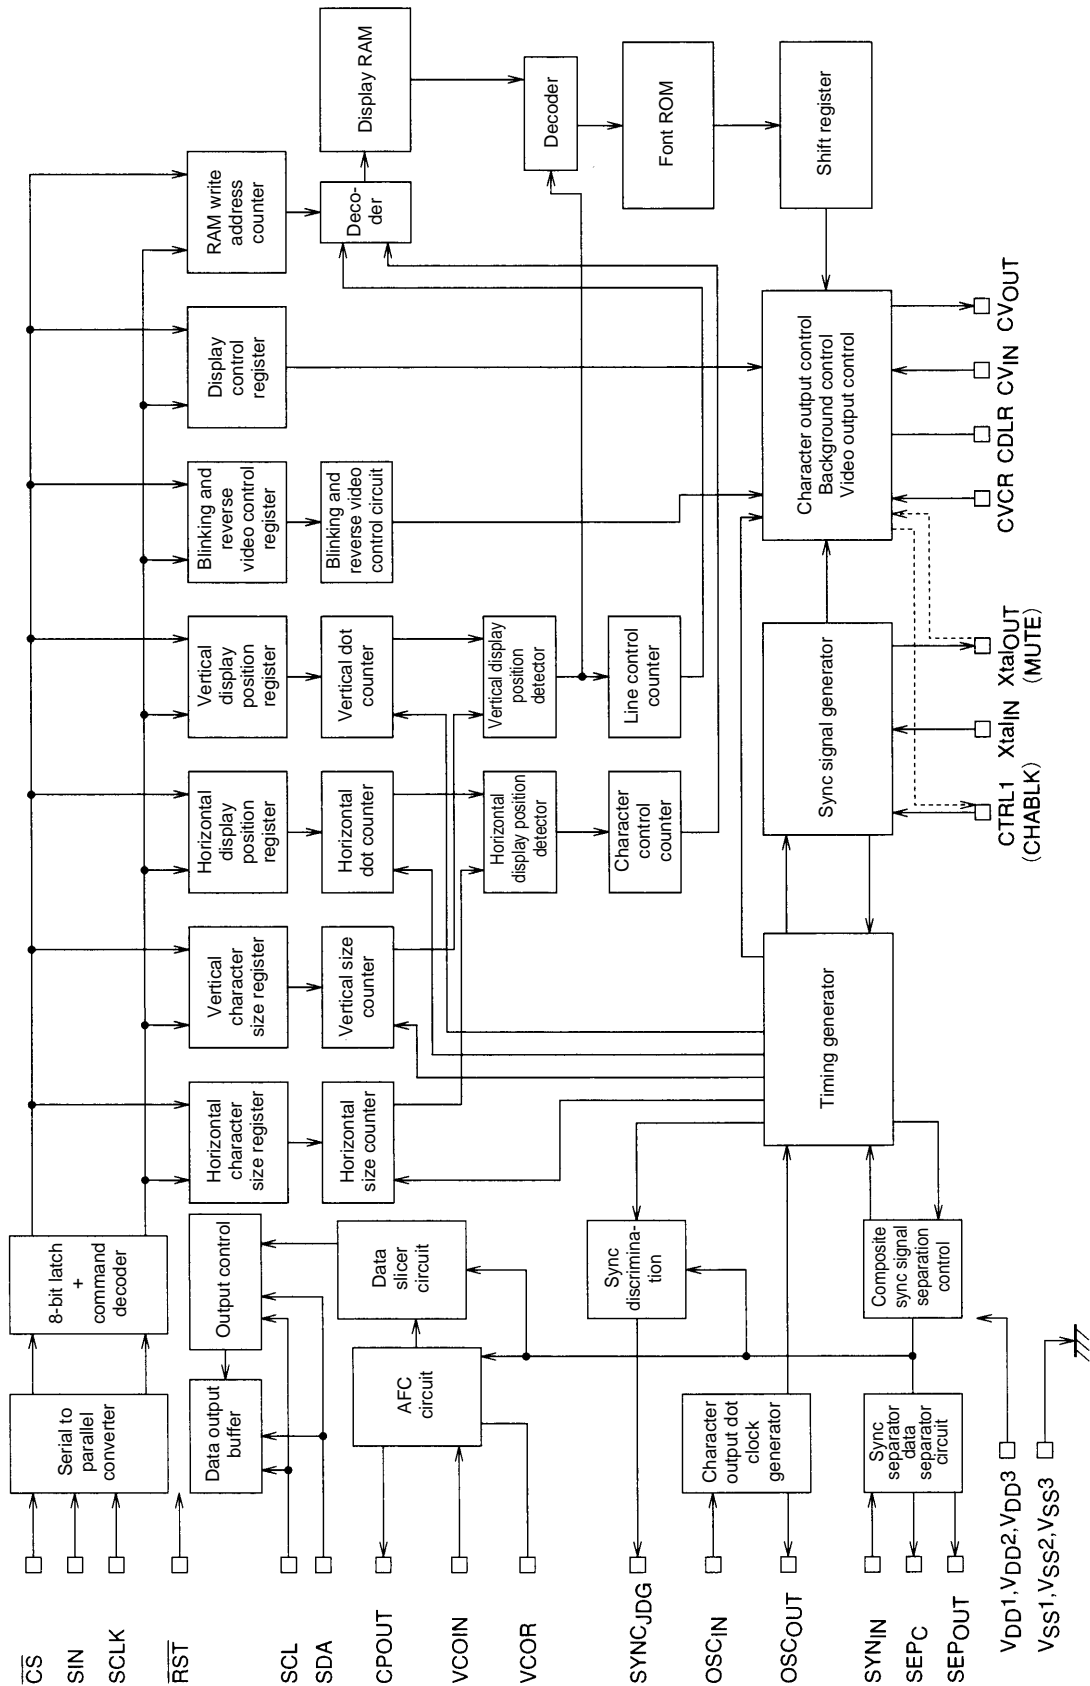 Serial to
parallel
converter
8-bit latch
+
command
decoder
Horizontal
character
size register
Vertical
character
size register
Horizontal
display
position
register
Vertical
display
position
register
Blinking and
reverse
video control
register
Display
control
register
RAM write
address
counter
Data output
buffer
Output control
Horizontal
size counter
Vertical size
counter
Horizontal
dot counter
Vertical dot
counter
Blinking and
reverse video
control circuit
Deco-
der
Display RAM
AFC
circuit
Data
slicer
circuit
Horizontal
display position
detector
Vertical display
position
detector
Decoder
Sync
discrimina-
tion
Character
control
counter
Line control
counter
Font ROM
Character
output dot
clock
generator
Timing generator
Sync signal generator
Character output control
Background control
Video output control
Shift register
Sync
separator
data
separator
circuit
Composite
sync signal
separation
control
CS
SIN
SCLK
RST
SCL
SDA
CPOUT
VCOIN
VCOR
SYNCJDG
OSCIN
OSCOUT
SYNIN
SEPC
SEPOUT
VDD1,VDD2,VDD3
VSS1,VSS2,VSS3
CTRL1
(CHABLK)
XtalIN
XtalOUT
(MUTE)
CVCR
CDLR
CVIN
CVOUT